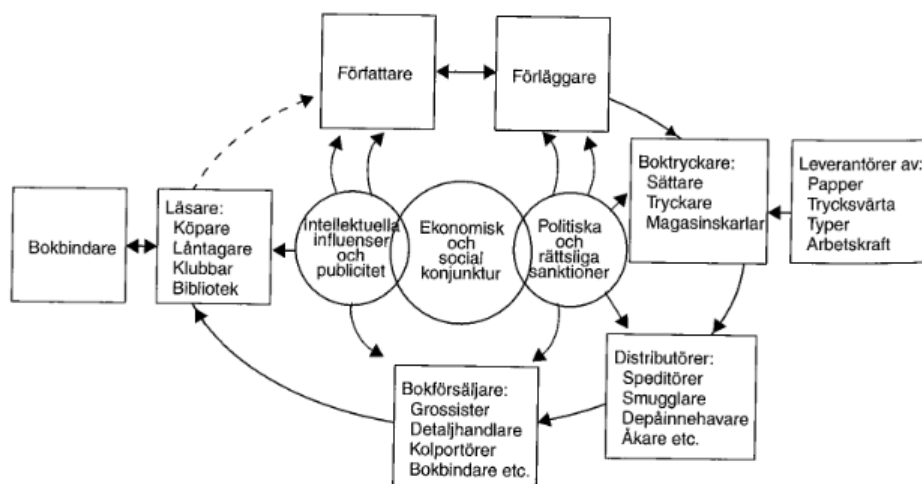 Författare
Förläggare
Boktryckare:
Sättare
Tryckare
Magasinskarlar
Leverantörer av:
Papper
Trycksvärta
Typer
Arbetskraft
Bokbindare
Läsare:
Köpare
Låntagare
Klubbar
Bibliotek
Intellektuella
influenser
och
publicitet
Ekonomisk
och
social
konjunktur
Politiska
och
rättsliga
sanktioner
Distributörer:
Speditörer
Smugglare
Depåinnehavare
Åkare etc.
Bokförsäljare:
Grossister
Detaljhandlare
Kolportörer
Bokbindare etc.